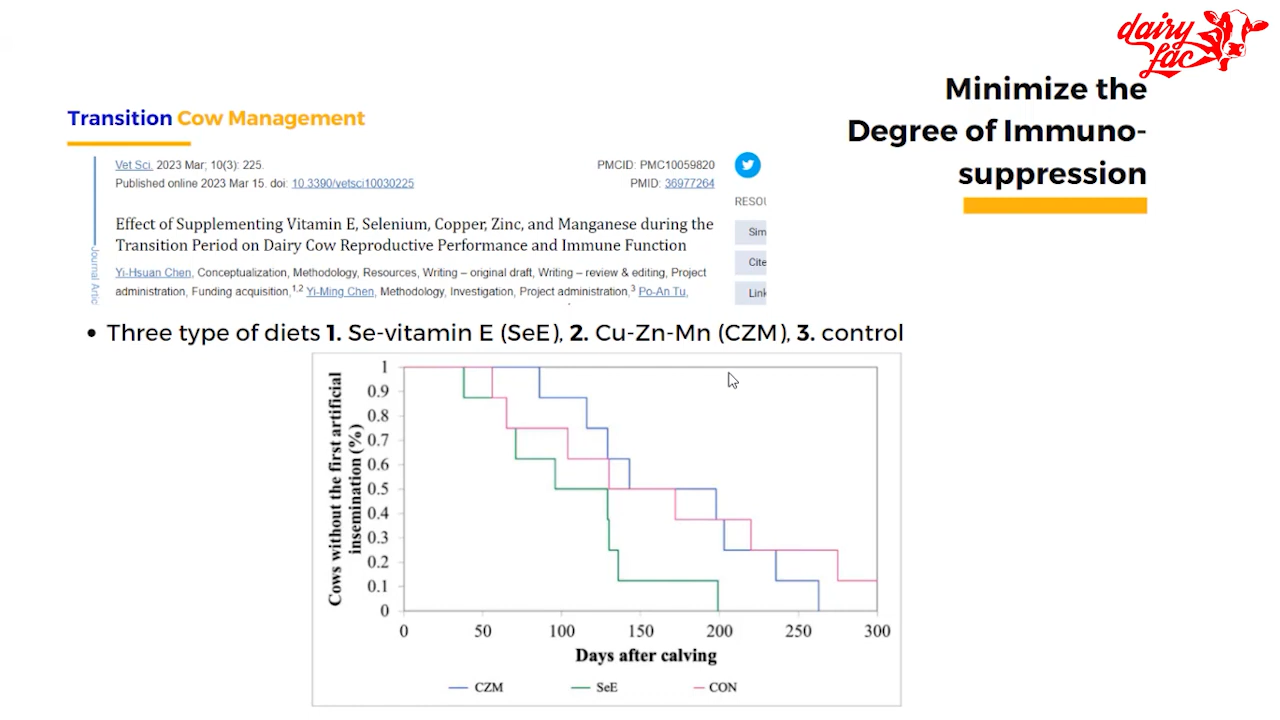 dairy
fac
Minimize the
Degree of Immuno-
suppression
Transition Cow Management
Vet Sci. 2023 Mar; 10(3): 225.
PMCID: PMC10059820
Published online 2023 Mar 15. doi: 10.3390/vetsci10030225
PMID: 36977264
RESOU
Effect of Supplementing Vitamin E, Selenium, Copper, Zinc, and Manganese during the
Transition Period on Dairy Cow Reproductive Performance and Immune Function
Sim
Cite
Link
Journal Artic
Yi-Hsuan Chen, Conceptualization, Methodology, Resources, Writing – original draft, Writing – review & editing, Project
administration, Funding acquisition,1,2 Yi-Ming Chen, Methodology, Investigation, Project administration,3 Po-An Tu,
• Three type of diets 1. Se-vitamin E (SeE), 2. Cu-Zn-Mn (CZM), 3. control
Cows without the first artificial
insemination (%)
1
0.9
0.8
0.7
0.6
0.5
0.4
0.3
0.2
0.1
0
0 50 100 150 200 250 300
Days after calving
CZM SeE CON